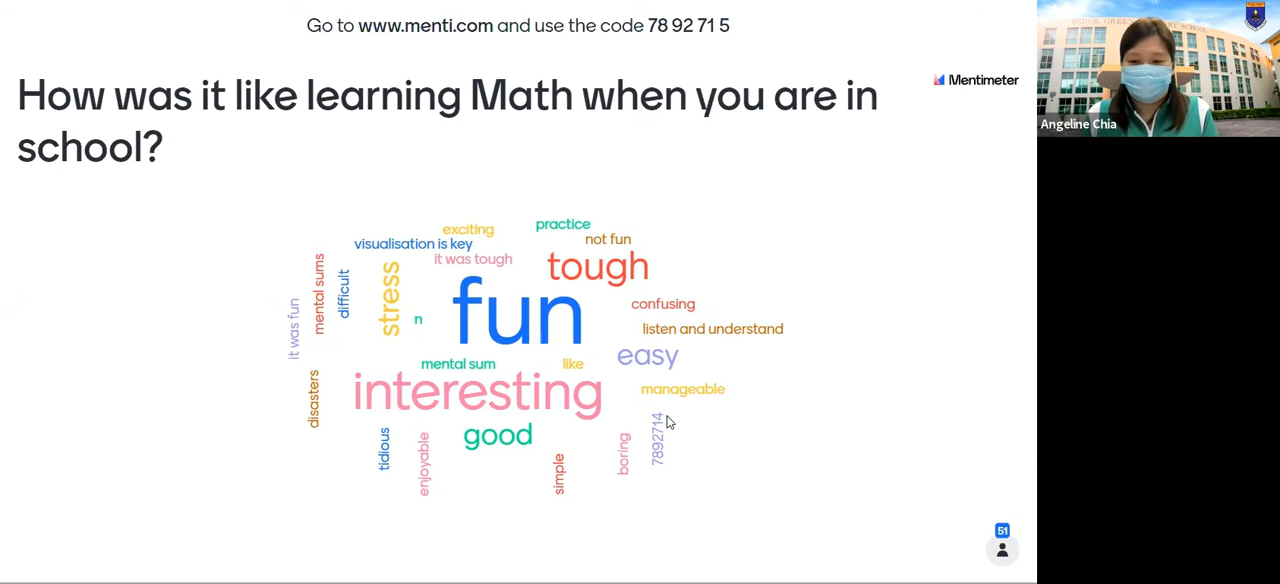 Go to www.menti.com and use the code 78 92 71 5
Mentimeter
How was it like learning Math when you are in
school?
Angeline Chia
exciting
practice
visualisation is key
not fun
it was tough
tough
mental sums
difficult
stress
it was fun
n
fun
confusing
listen and understand
easy
mental sum
like
disasters
interesting
manageable
7892714
good
tidious
enjoyable
simple
boring
51